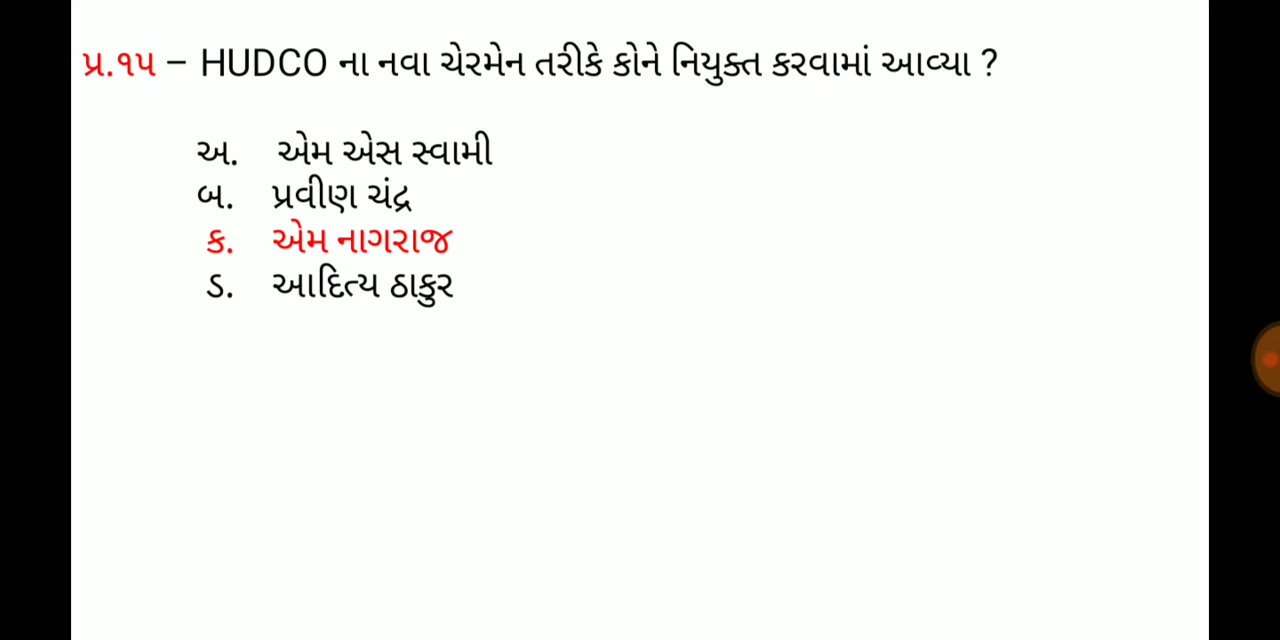 પ્ર.૧૫ – HUDCO ના નવા ચેરમેન તરીકે કોને નિયુક્ત કરવામાં આવ્યા ?
અ. એમ એસ સ્વામી
બ. પ્રવીણ ચંદ્ર
ક. એમ નાગરાજ
ડ. આદિત્ય ઠાકુર